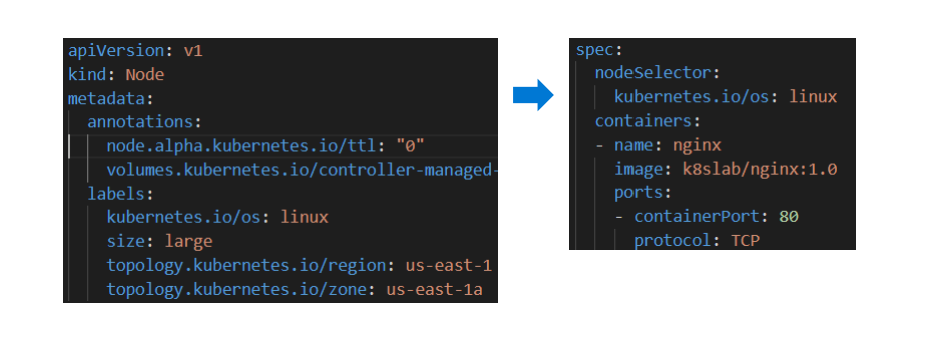 apiVersion: v1
kind: Node
metadata:
  annotations:
    node.alpha.kubernetes.io/ttl: "0"
    volumes.kubernetes.io/controller-managed-
  labels:
    kubernetes.io/os: linux
    size: large
    topology.kubernetes.io/region: us-east-1
    topology.kubernetes.io/zone: us-east-1a
spec:
  nodeSelector:
    kubernetes.io/os: linux
  containers:
  - name: nginx
    image: k8slab/nginx:1.0
    ports:
    - containerPort: 80
      protocol: TCP